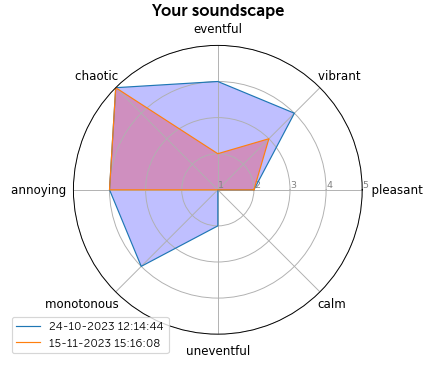 Your soundscape
eventful
chaotic
vibrant
annoying
1 2 3 4 5
pleasant
monotonous
calm
24-10-2023 12:14:44
15-11-2023 15:16:08
uneventful